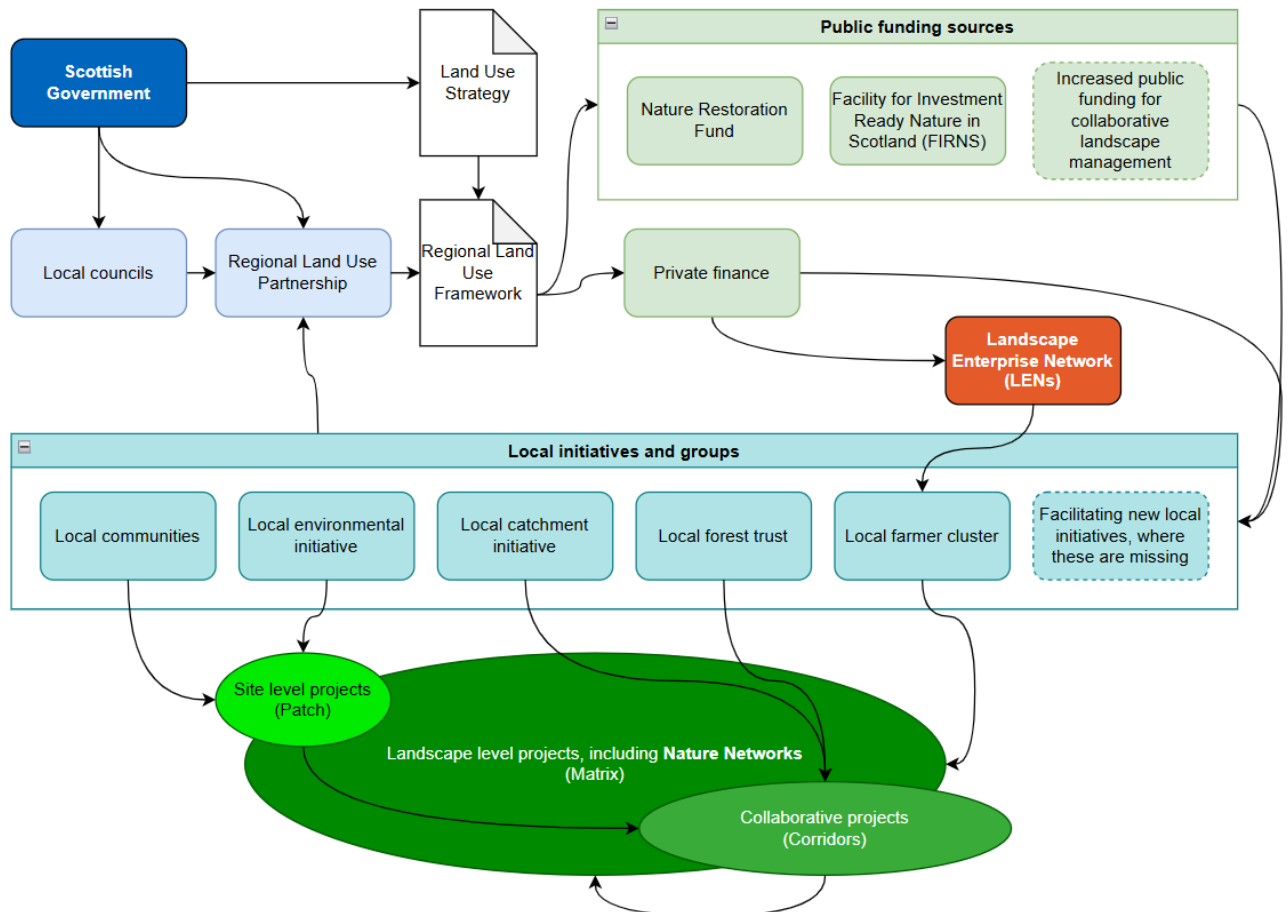 Scottish
Government
Land Use
Strategy
Public funding sources
Nature Restoration
Fund
Facility for Investment
Ready Nature in
Scotland (FIRNS)
Increased public
funding for
collaborative
landscape
management
Local councils
Regional Land Use
Partnership
Regional Land
Use
Framework
Private finance
Landscape
Enterprise Network
(LENs)
Local initiatives and groups
Local communities
Local environmental
initiative
Local catchment
initiative
Local forest trust
Local farmer cluster
Facilitating new local
initiatives, where
these are missing
Site level projects
(Patch)
Landscape level projects, including Nature Networks
(Matrix)
Collaborative projects
(Corridors)